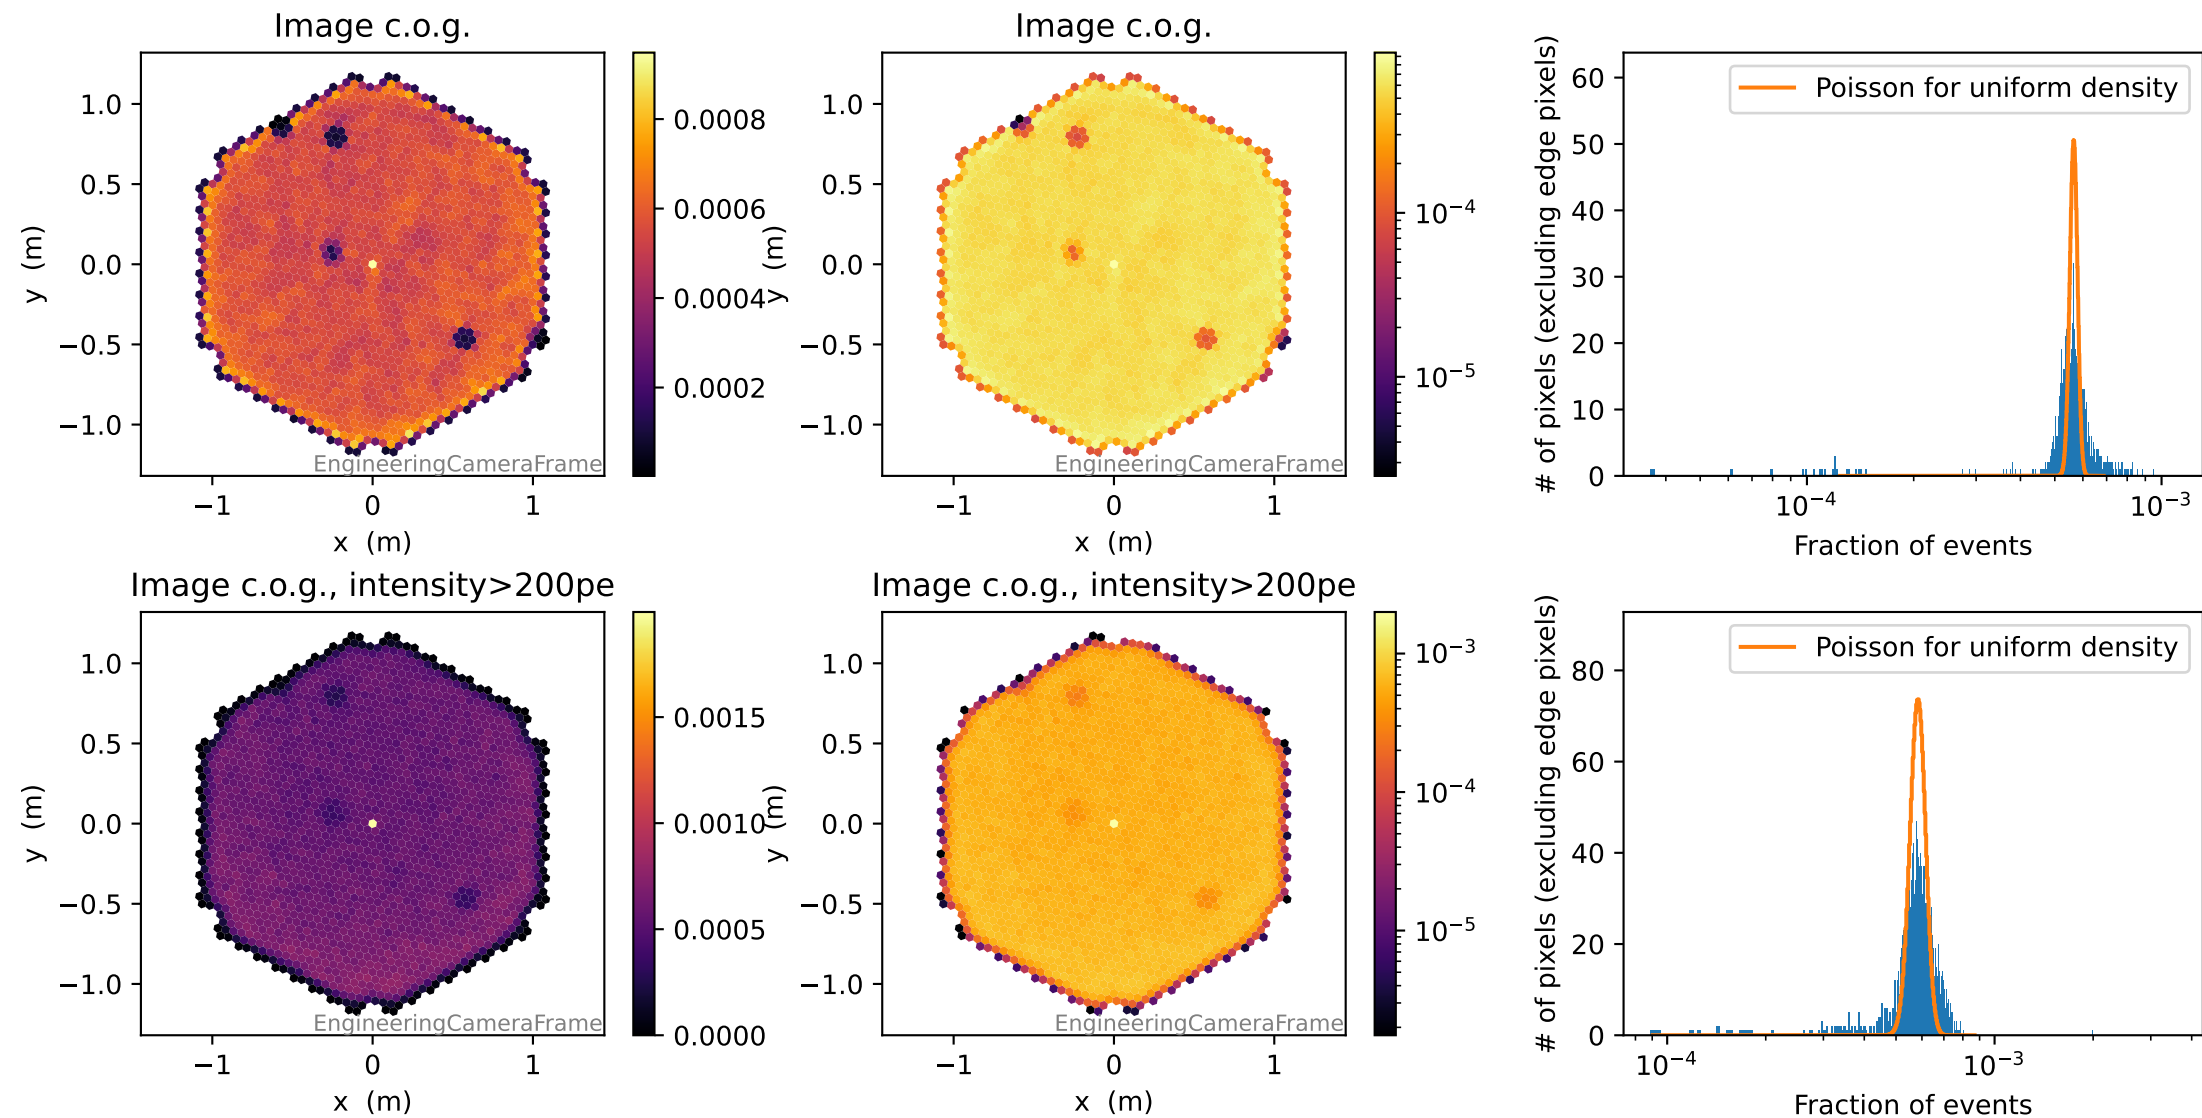 Image c.o.g.
1.0
0.5
0.0
−0.5
−1.0
y (m)
−1 0 1
x (m)
EngineeringCameraFrame
0.0008
0.0006
0.0004
0.0002
Image c.o.g.
1.0
0.5
0.0
−0.5
−1.0
y (m)
−1 0 1
x (m)
EngineeringCameraFrame
10⁻⁴
10⁻⁵
Poisson for uniform density
# of pixels (excluding edge pixels)
60
50
40
30
20
10
0
10⁻⁴ 10⁻³
Fraction of events
Image c.o.g., intensity>200pe
1.0
0.5
0.0
−0.5
−1.0
y (m)
−1 0 1
x (m)
EngineeringCameraFrame
0.0015
0.0010
0.0005
0.0000
Image c.o.g., intensity>200pe
1.0
0.5
0.0
−0.5
−1.0
y (m)
−1 0 1
x (m)
EngineeringCameraFrame
10⁻³
10⁻⁴
10⁻⁵
Poisson for uniform density
# of pixels (excluding edge pixels)
80
60
40
20
0
10⁻⁴ 10⁻³
Fraction of events